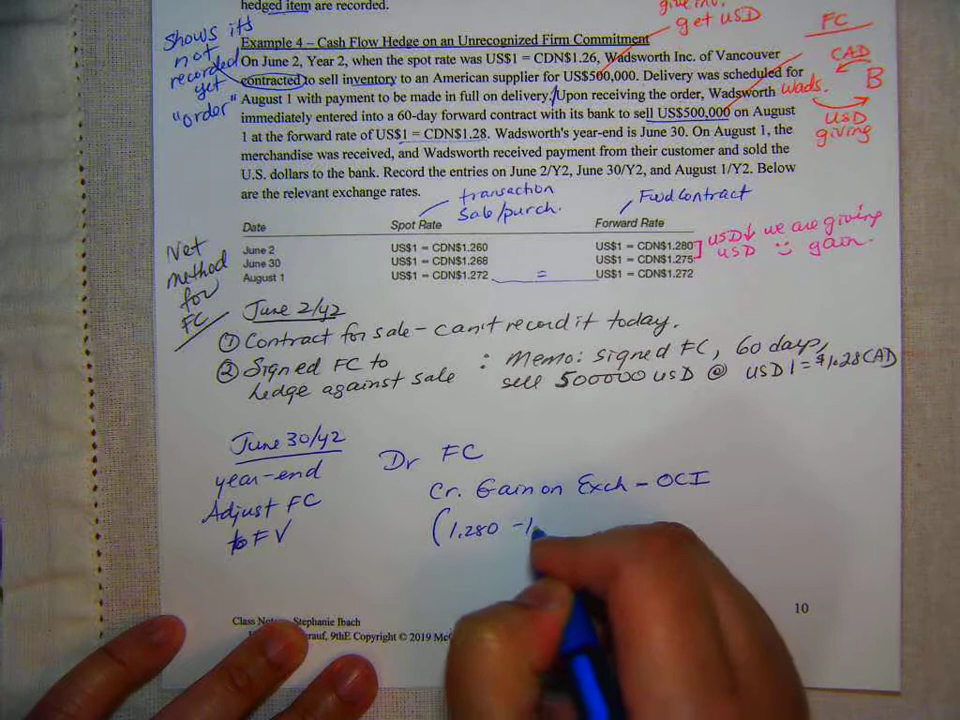 hedged item are recorded.
get USD
FC
Shows its
not
recorded
yet
"order"
Example 4 – Cash Flow Hedge on an Unrecognized Firm Commitment
On June 2, Year 2, when the spot rate was US$1 = CDN$1.26, Wadsworth Inc. of Vancouver
contracted to sell inventory to an American supplier for US$500,000. Delivery was scheduled for
August 1 with payment to be made in full on delivery. Upon receiving the order, Wadsworth
immediately entered into a 60-day forward contract with its bank to sell US$500,000 on August
1 at the forward rate of US$1 = CDN$1.28. Wadsworth's year-end is June 30. On August 1, the
merchandise was received, and Wadsworth received payment from their customer and sold the
U.S. dollars to the bank. Record the entries on June 2/Y2, June 30/Y2, and August 1/Y2. Below
are the relevant exchange rates.
CAD
Wads. B
USD
giving
transaction
sale/purch.
Fwd contract
Date Spot Rate Forward Rate
June 2 US$1 = CDN$1.260 US$1 = CDN$1.280
June 30 US$1 = CDN$1.268 US$1 = CDN$1.275
August 1 US$1 = CDN$1.272 = US$1 = CDN$1.272
USD↓ we are giving
USD gain.
Net
method
for
FC
June 2/Y2
① Contract for sale – can't record it today.
② Signed FC to : Memo: signed FC, 60 days,
hedge against sale sell 500000 USD @ USD 1 = $1.28 CAD
June 30/Y2
year-end
Adjust FC
to FV
Dr FC
Cr. Gain on Exch – OCI
(1.280 – 1
10
Class Stephanie Ibach
9thE Copyright © 2019